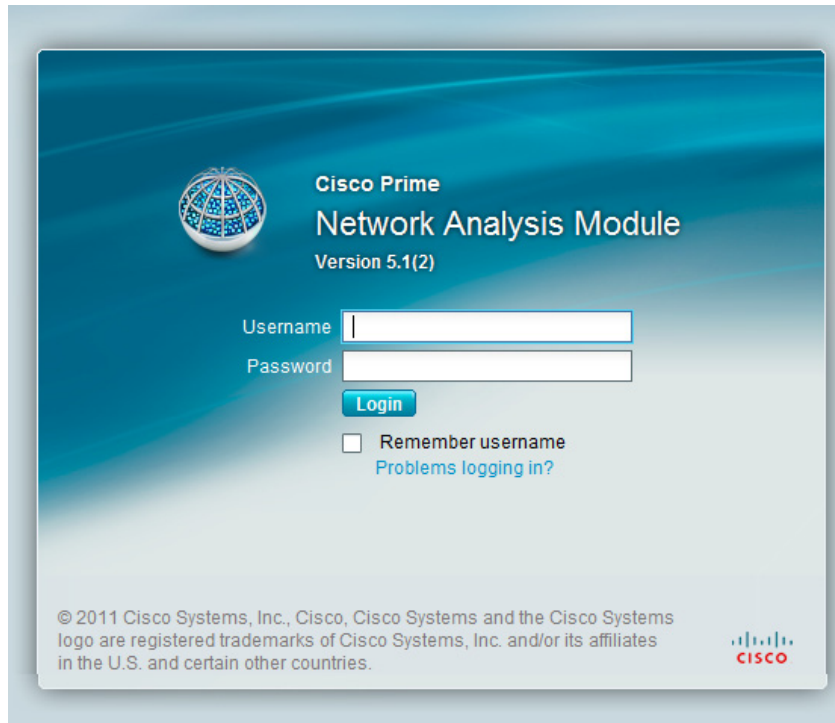 Cisco Prime
Network Analysis Module
Version 5.1(2)
Username
Password
Login
Remember username
Problems logging in?
© 2011 Cisco Systems, Inc., Cisco, Cisco Systems and the Cisco Systems
logo are registered trademarks of Cisco Systems, Inc. and/or its affiliates
in the U.S. and certain other countries.
CISCO